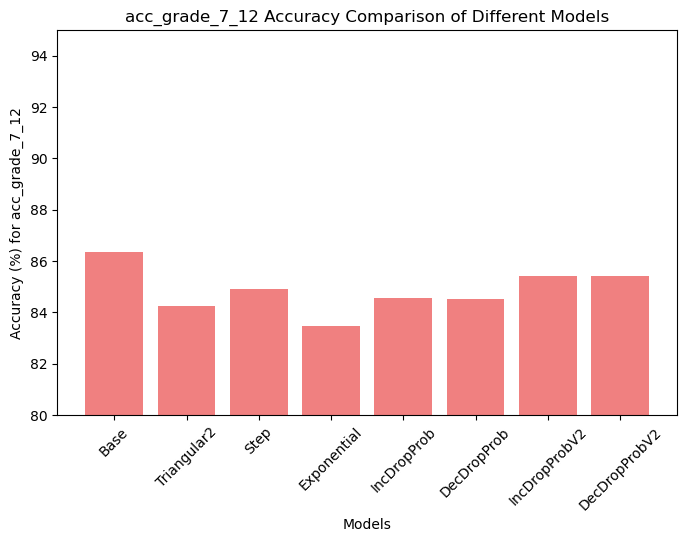 acc_grade_7_12 Accuracy Comparison of Different Models
Accuracy (%) for acc_grade_7_12
94
92
90
88
86
84
82
80
Base
Triangular2
Step
Exponential
IncDropProb
DecDropProb
IncDropProbV2
DecDropProbV2
Models